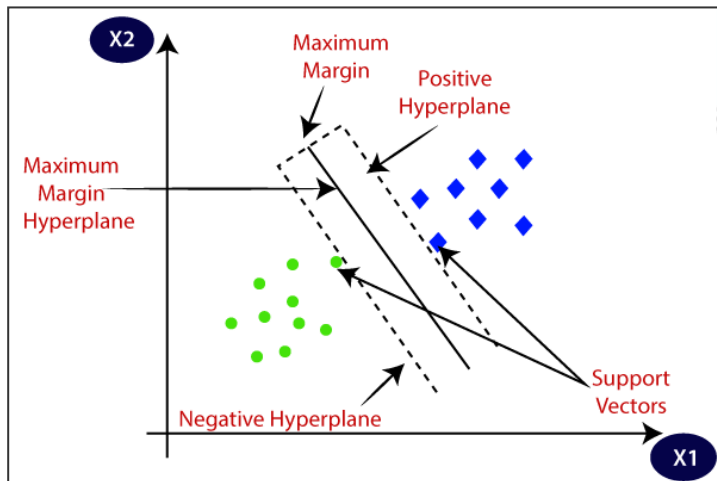 X2
Maximum
Margin
Positive
Hyperplane
Maximum
Margin
Hyperplane
Support
Vectors
Negative Hyperplane
X1